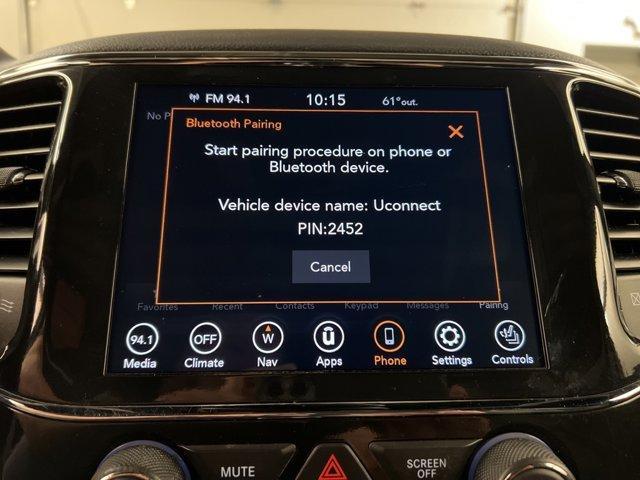 FM 94.1 10:15 61°out.
No P
Bluetooth Pairing
Start pairing procedure on phone or
Bluetooth device.
Vehicle device name: Uconnect
PIN:2452
Cancel
Favorites Recent Contacts Keypad Messages Pairing
94.1 OFF W u
Media Climate Nav Apps Phone Settings Controls
MUTE
SCREEN
OFF